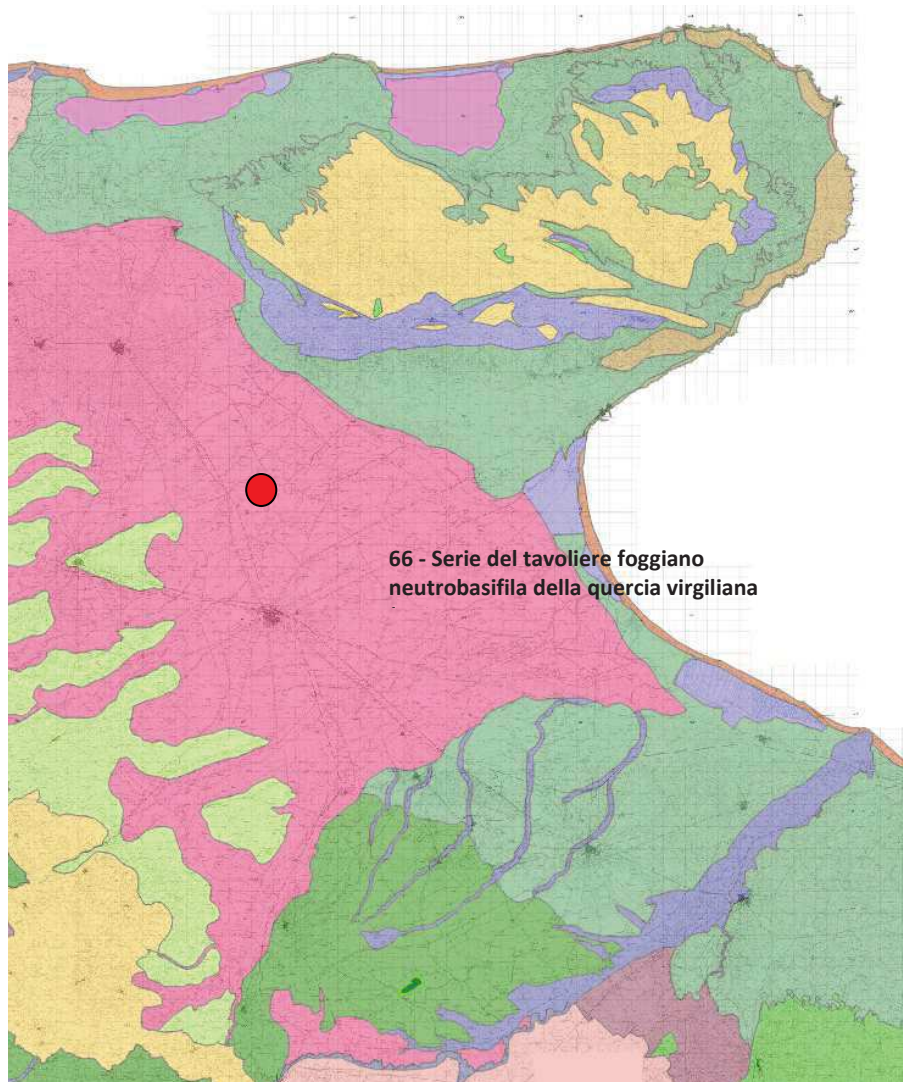 66 - Serie del tavoliere foggiano
neutrobasifila della quercia virgiliana